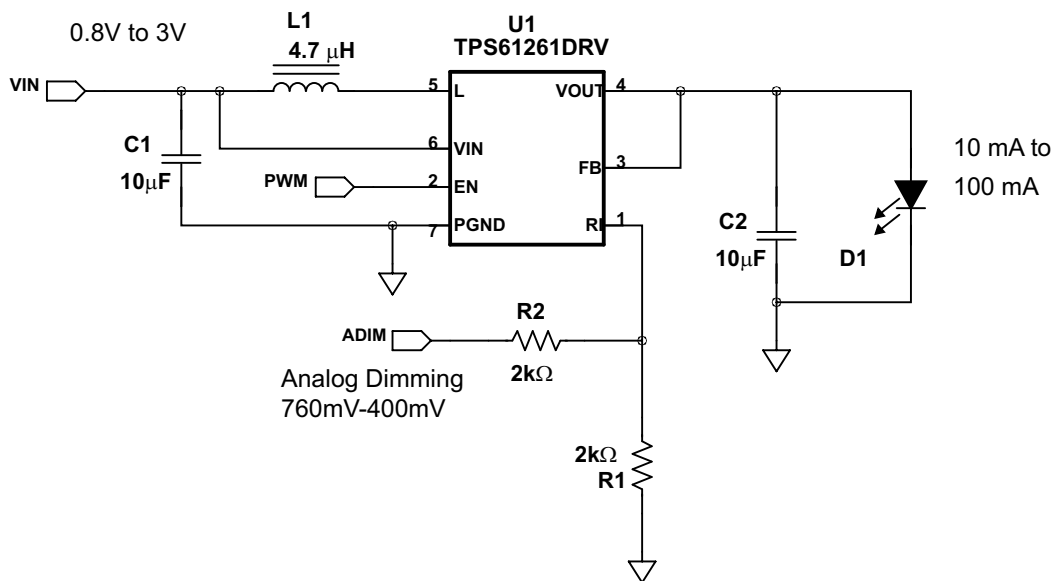 0.8V to 3V
L1
4.7 μH
U1
TPS61261DRV
VIN
5
L
VOUT
4
C1
10μF
6
VIN
FB
3
PWM
2
EN
7
PGND
RI
1
C2
10μF
D1
10 mA to
100 mA
ADIM
R2
2kΩ
Analog Dimming
760mV-400mV
2kΩ
R1